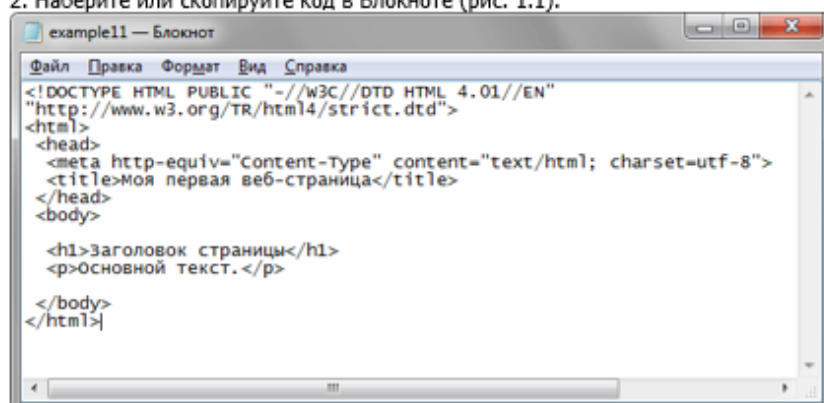 2. Наберите или скопируйте код в Блокноте (рис. 1.1).
example11 — Блокнот
Файл Правка Формат Вид Справка
<!DOCTYPE HTML PUBLIC "-//W3C//DTD HTML 4.01//EN"
"http://www.w3.org/TR/html4/strict.dtd">
<html>
<head>
<meta http-equiv="Content-Type" content="text/html; charset=utf-8">
<title>Моя первая веб-страница</title>
</head>
<body>
<h1>Заголовок страницы</h1>
<p>Основной текст.</p>
</body>
</html>